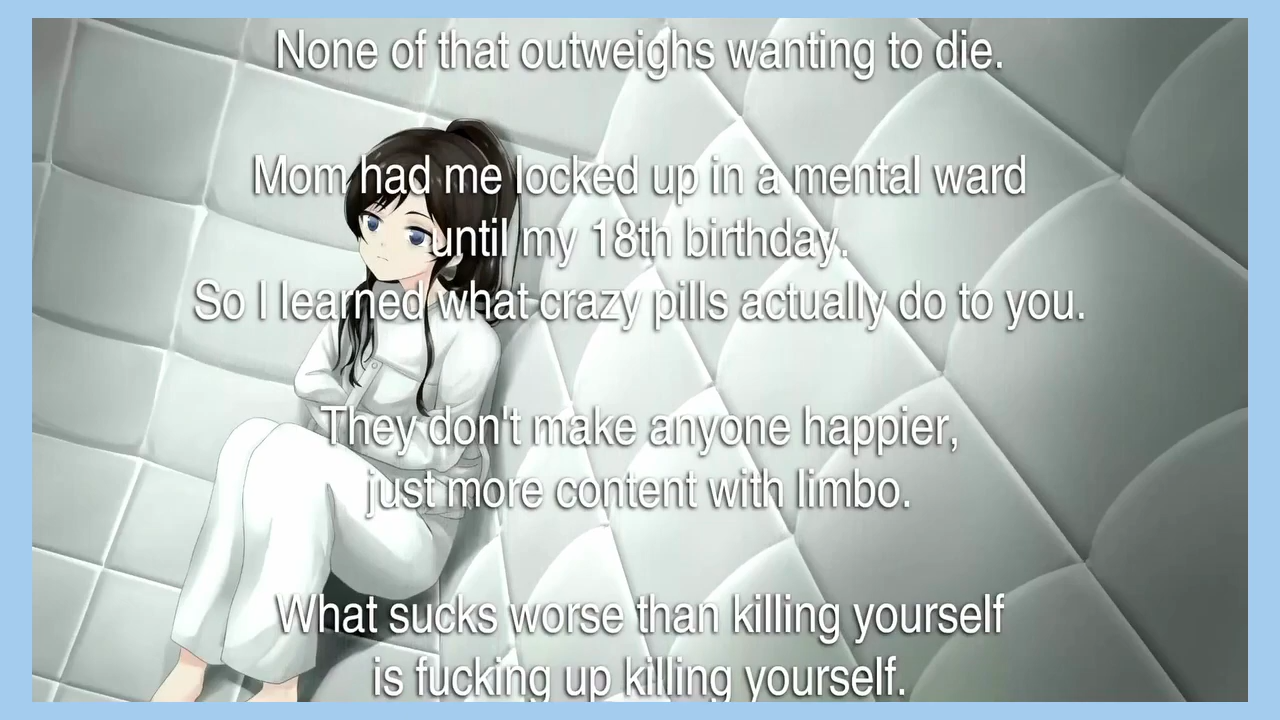 None of that outweighs wanting to die.
Mom had me locked up in a mental ward
until my 18th birthday.
So I learned what crazy pills actually do to you.
They don't make anyone happier,
just more content with limbo.
What sucks worse than killing yourself
is fucking up killing yourself.